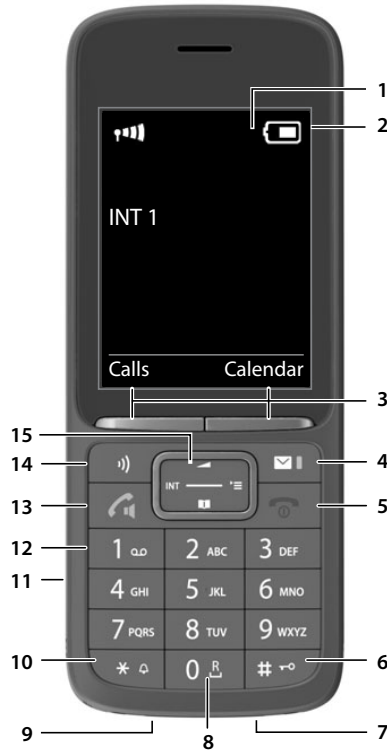 1
2
INT 1
Calls Calendar
3
15
14 4
INT
13 5
12 1 2 ABC 3 DEF
11 4 GHI 5 JKL 6 MNO
7 PQRS 8 TUV 9 WXYZ
10 * 0 R # 6
9 8 7